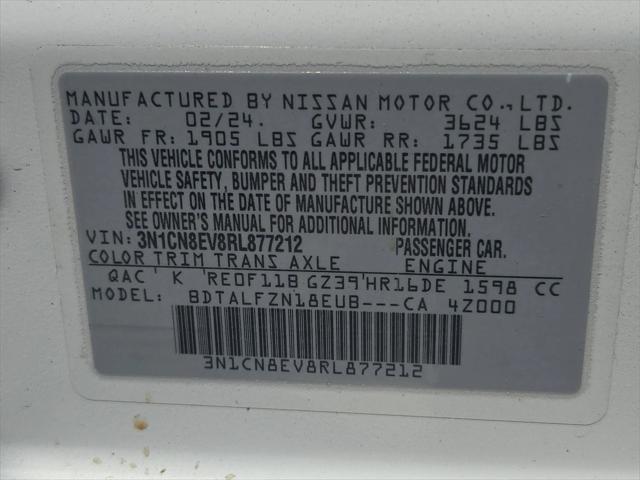 MANUFACTURED BY NISSAN MOTOR CO.,LTD.
DATE: 02/24. GVWR: 3624 LBS
GAWR FR: 1905 LBS GAWR RR: 1735 LBS
THIS VEHICLE CONFORMS TO ALL APPLICABLE FEDERAL MOTOR
VEHICLE SAFETY, BUMPER AND THEFT PREVENTION STANDARDS
IN EFFECT ON THE DATE OF MANUFACTURE SHOWN ABOVE.
SEE OWNER'S MANUAL FOR ADDITIONAL INFORMATION.
VIN: 3N1CN8EV8RL877212 PASSENGER CAR.
COLOR TRIM TRANS AXLE ENGINE
QAC K RE0F11B GZ39 HR16DE 1598 CC
MODEL: BDTALFZN18EUB---CA 4Z000
3N1CN8EV8RL877212